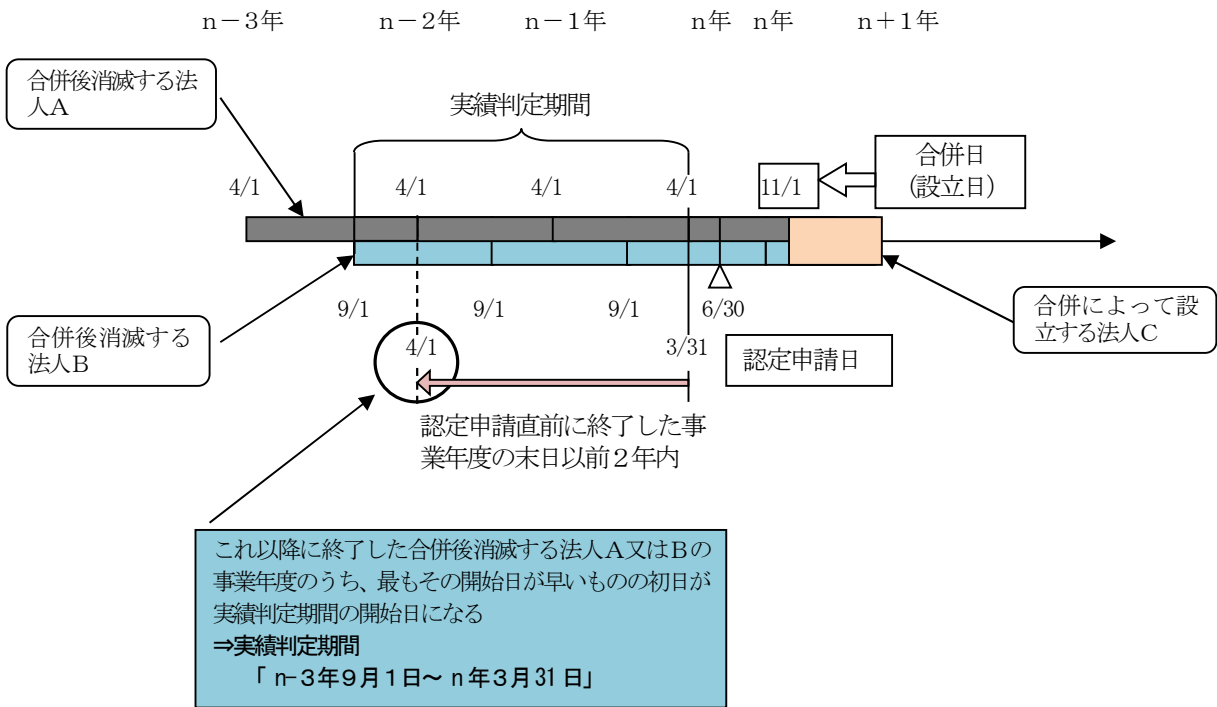 n－3年　n－2年　n－1年　n年　n年　n＋1年
合併後消滅する法
人A
実績判定期間
合併日
(設立日)
4/1　4/1　4/1　4/1　11/1
9/1　9/1　9/1　6/30
合併後消滅する
法人B
合併によって設
立する法人C
4/1　3/31
認定申請日
認定申請直前に終了した事
業年度の末日以前２年内
これ以降に終了した合併後消滅する法人A又はBの
事業年度のうち、最もその開始日が早いものの初日が
実績判定期間の開始日になる
⇒実績判定期間
「 n-3年９月１日～ n 年３月 31 日」